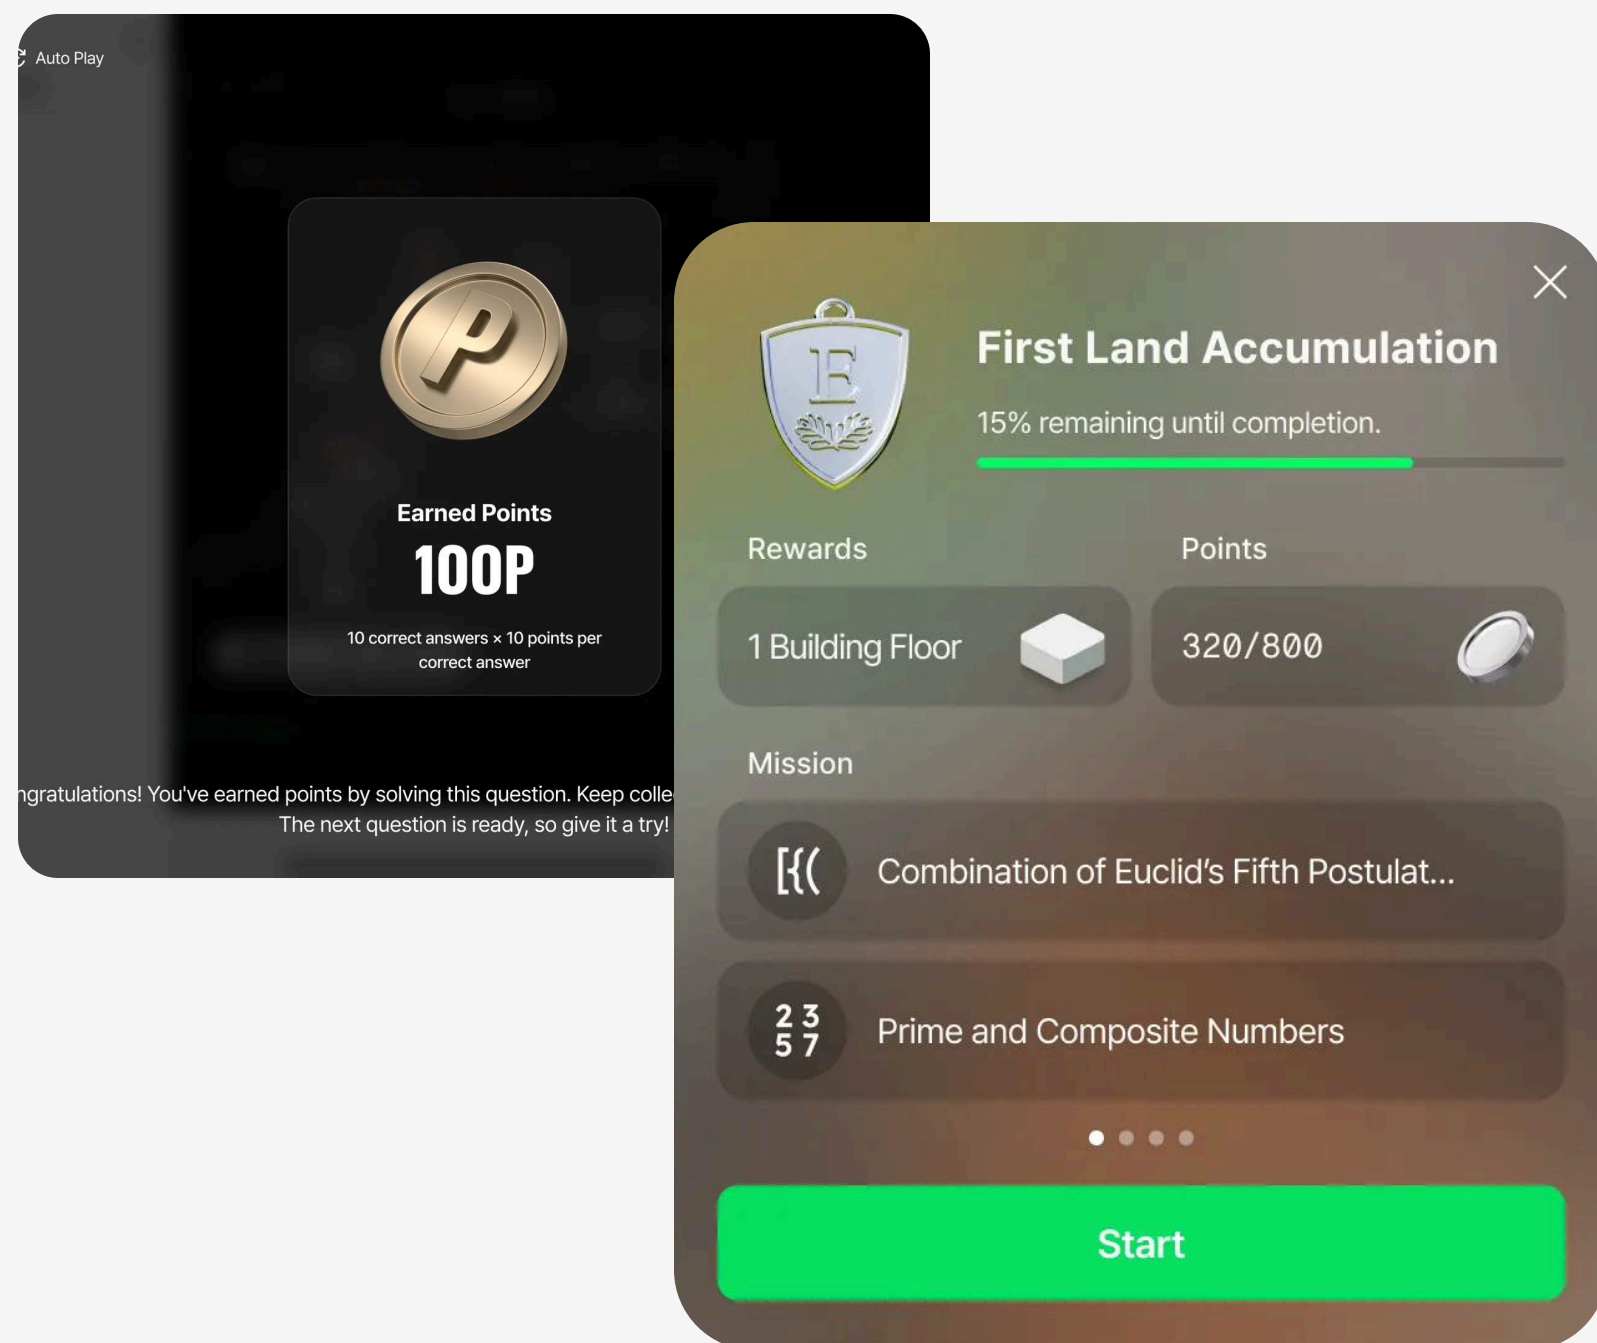 Auto Play
P
Earned Points
100P
10 correct answers × 10 points per
correct answer
ngratulations! You've earned points by solving this question. Keep colle
The next question is ready, so give it a try!
E
First Land Accumulation
15% remaining until completion.
Rewards
Points
1 Building Floor
320/800
Mission
Combination of Euclid’s Fifth Postulat...
2 3
5 7
Prime and Composite Numbers
Start